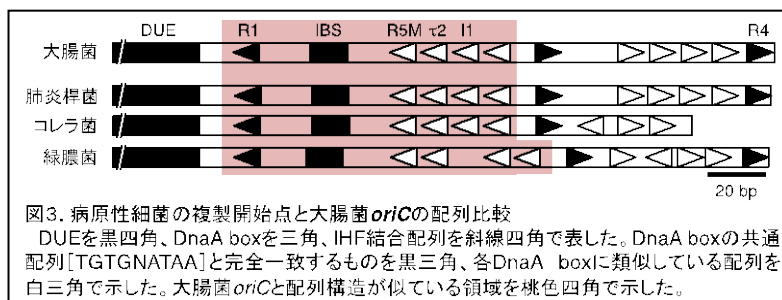 DUE R1 IBS R5M τ2 I1 R4
大腸菌
肺炎桿菌
コレラ菌
緑膿菌
20 bp
図3. 病原性細菌の複製開始点と大腸菌oriCの配列比較
DUEを黒四角、DnaA boxを三角、IHF結合配列を斜線四角で表した。DnaA boxの共通
配列[TGTGNATAA]と完全一致するものを黒三角、各DnaA boxに類似している配列を
白三角で示した。大腸菌oriCと配列構造が似ている領域を桃色四角で示した。